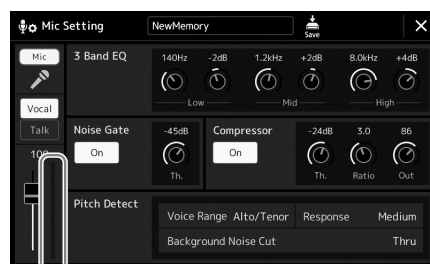 Mic Setting NewMemory Save
Mic 3 Band EQ 140Hz -2dB 1.2kHz +2dB 8.0kHz +4dB
Low Mid High
Vocal
Talk
Noise Gate -45dB Compressor -24dB 3.0 86
On On
100
Th. Th. Ratio Out
Pitch Detect
Voice Range Alto/Tenor Response Medium
Background Noise Cut Thru